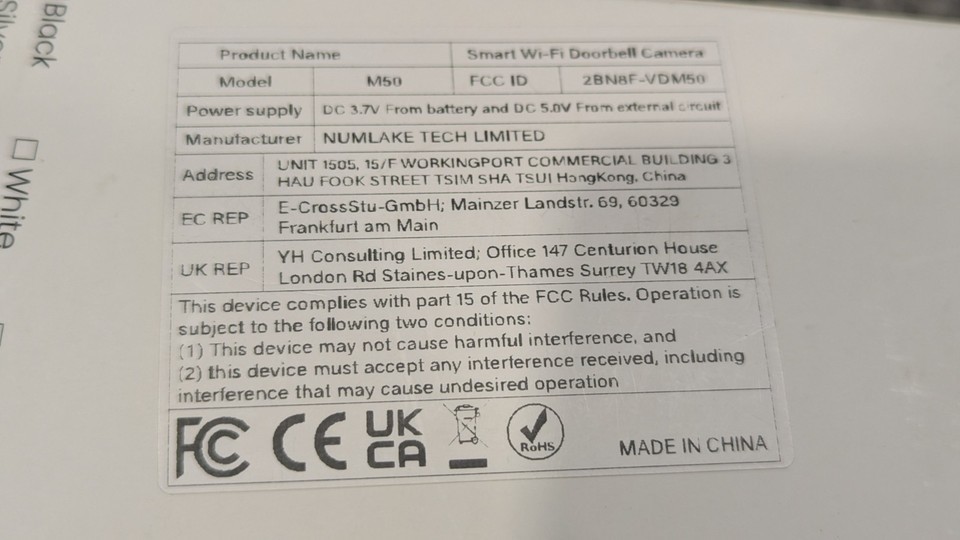 Black
Silver
White
Product Name Smart Wi-Fi Doorbell Camera
Model M50 FCC ID 2BN8F-VDM50
Power supply DC 3.7V From battery and DC 5.0V From external circuit
Manufacturer NUMLAKE TECH LIMITED
Address UNIT 1505, 15/F WORKINGPORT COMMERCIAL BUILDING 3
HAU FOOK STREET TSIM SHA TSUI HongKong, China
EC REP E-CrossStu-GmbH; Mainzer Landstr. 69, 60329
Frankfurt am Main
UK REP YH Consulting Limited; Office 147 Centurion House
London Rd Staines-upon-Thames Surrey TW18 4AX
This device complies with part 15 of the FCC Rules. Operation is
subject to the following two conditions:
(1) This device may not cause harmful interference, and
(2) this device must accept any interference received, including
interference that may cause undesired operation
FC CE UK
CA
RoHS
MADE IN CHINA